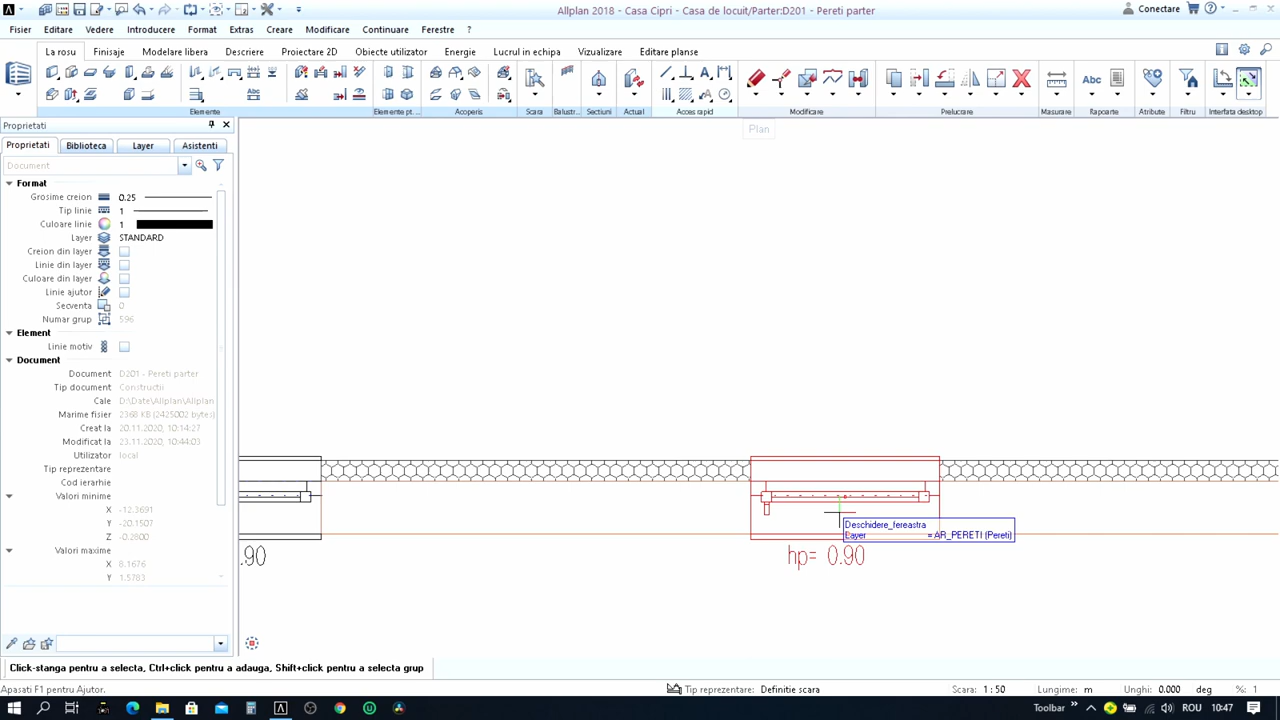 Allplan 2018 - Casa Cipri - Casa de locuit/Parter:D201 - Pereti parter
Conectare
Fisier Editare Vedere Introducere Format Extras Creare Modificare Continuare Ferestre ?
La rosu Finisaje Modelare libera Descriere Proiectare 2D Obiecte utilizator Energie Lucrul in echipa Vizualizare Editare planse
Elemente Elemente pt. ... Acoperis Scara Balustr... Sectiuni Actual Acces rapid Modificare Prelucrare Masurare Rapoarte Atribute Filtru Interfata desktop
Abc
Proprietati
Proprietati Biblioteca Layer Asistenti
Document
Plan
Format
Grosime creion 0.25
Tip linie 1
Culoare linie 1
Layer STANDARD
Creion din layer
Linie din layer
Culoare din layer
Linie ajutor
Secventa 0
Numar grup 596
Element
Linie motiv
Document
Document D201 - Pereti parter
Tip document Constructii
Cale D:\Date\Allplan\Allplan
Marime fisier 2368 KB (2425002 bytes)
Creat la 20.11.2020, 10:14:27
Modificat la 23.11.2020, 10:44:03
Utilizator local
Tip reprezentare
Cod ierarhie
Valori minime
X -12.3691
Y -20.1507
Z -0.2800
Valori maxime
X 8.1676
Y 1.5783
Deschidere_fereastra
Layer = AR_PERETI (Pereti)
.90
hp= 0.90
Click-stanga pentru a selecta, Ctrl+click pentru a adauga, Shift+click pentru a selecta grup
Apasati F1 pentru Ajutor.
Tip reprezentare: Definitie scara Scara: 1 : 50 Lungime: m Unghi: 0.000 deg %: 1
Toolbar » ROU 10:47